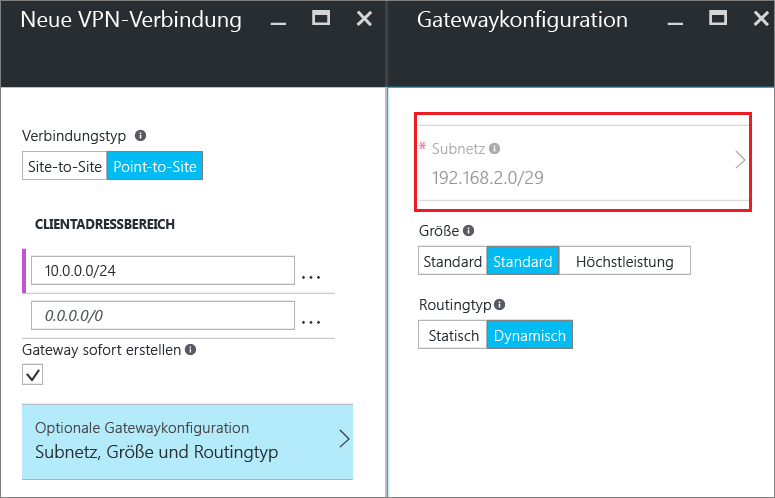 Neue VPN-Verbindung
Verbindungstyp
Site-to-Site Point-to-Site
CLIENTADRESSBEREICH
10.0.0.0/24 ...
0.0.0.0/0 ...
Gateway sofort erstellen
Optionale Gatewaykonfiguration
Subnetz, Größe und Routingtyp
Gatewaykonfiguration
* Subnetz
192.168.2.0/29
Größe
Standard Standard Höchstleistung
Routingtyp
Statisch Dynamisch